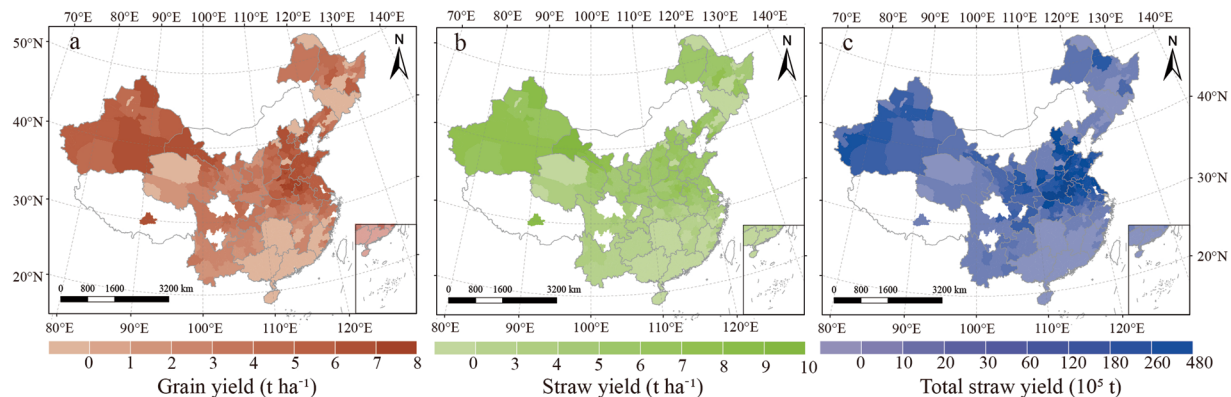 70°E 80°E 90°E 100°E 110°E 120°E 130°E 140°E
70°E 80°E 90°E 100°E 110°E 120°E 130°E 140°E
70°E 80°E 90°E 100°E 110°E 120°E 130°E 140°E
50°N
40°N
30°N
20°N
a
N
b
N
c
N
40°N
30°N
20°N
0 800 1600 3200 km
0 800 1600 3200 km
0 800 1600 3200 km
80°E 90°E 100°E 110°E 120°E
80°E 90°E 100°E 110°E 120°E
80°E 90°E 100°E 110°E 120°E
0 1 2 3 4 5 6 7 8
0 3 4 5 6 7 8 9 10
0 10 20 30 60 120 180 260 480
Grain yield (t ha⁻¹)
Straw yield (t ha⁻¹)
Total straw yield (10⁵ t)